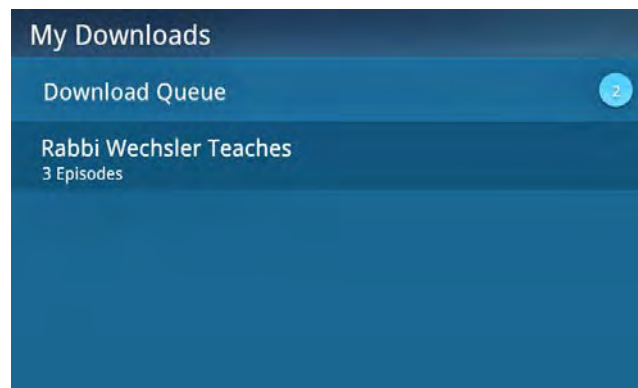 My Downloads
Download Queue
2
Rabbi Wechsler Teaches
3 Episodes